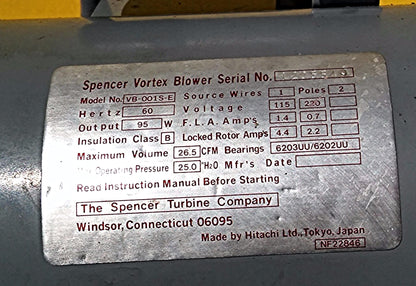 Spencer Vortex Blower Serial No.
Model No. VB-001S-E Source Wires 1 Poles 2
Hertz 60 Voltage 115 230
Output 95 W F.L.A. Amp's 1.4 0.7
Insulation Class B Locked Rotor Amp's 4.4 2.2
Maximum Volume 26.5 CFM Bearings 6203UU/6202UU
Operating Pressure 25.0 "H2O Mfr's Date
Read Instruction Manual Before Starting
The Spencer Turbine Company
Windsor, Connecticut 06095
Made by Hitachi Ltd., Tokyo, Japan
NF22846